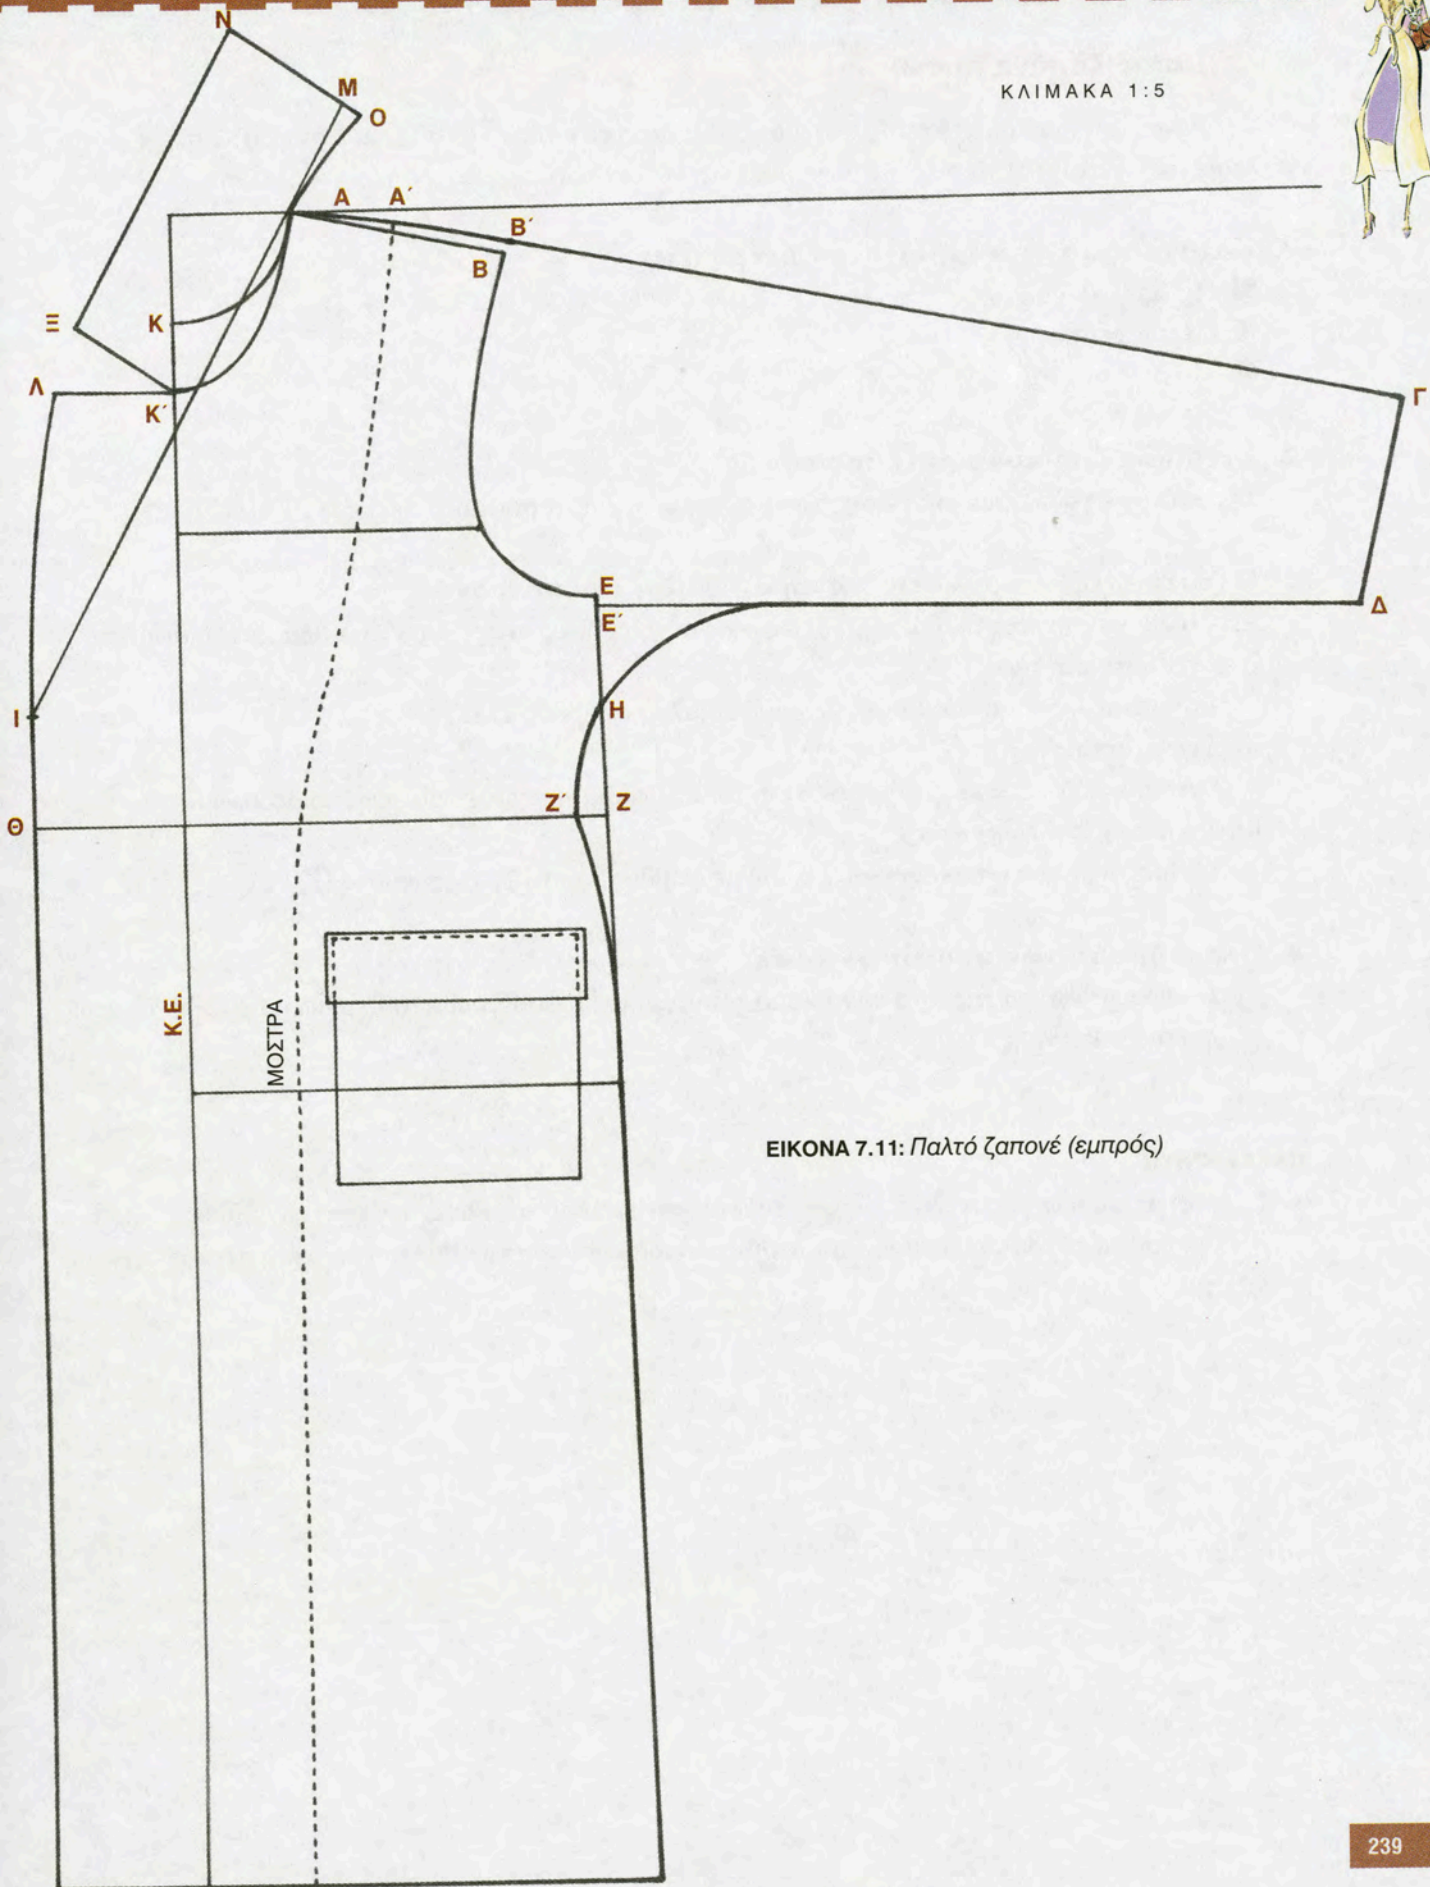 Ν
Μ
Ο
ΚΛΙΜΑΚΑ 1:5
Α Α΄
Β΄
Β
Ξ
Κ
Λ
Κ΄
Γ
Ε
Ε΄
Δ
Ι
Η
Ζ΄ Ζ
Θ
Κ.Ε.
ΜΟΣΤΡΑ
ΕΙΚΟΝΑ 7.11: Παλτό ζαπονέ (εμπρός)
239